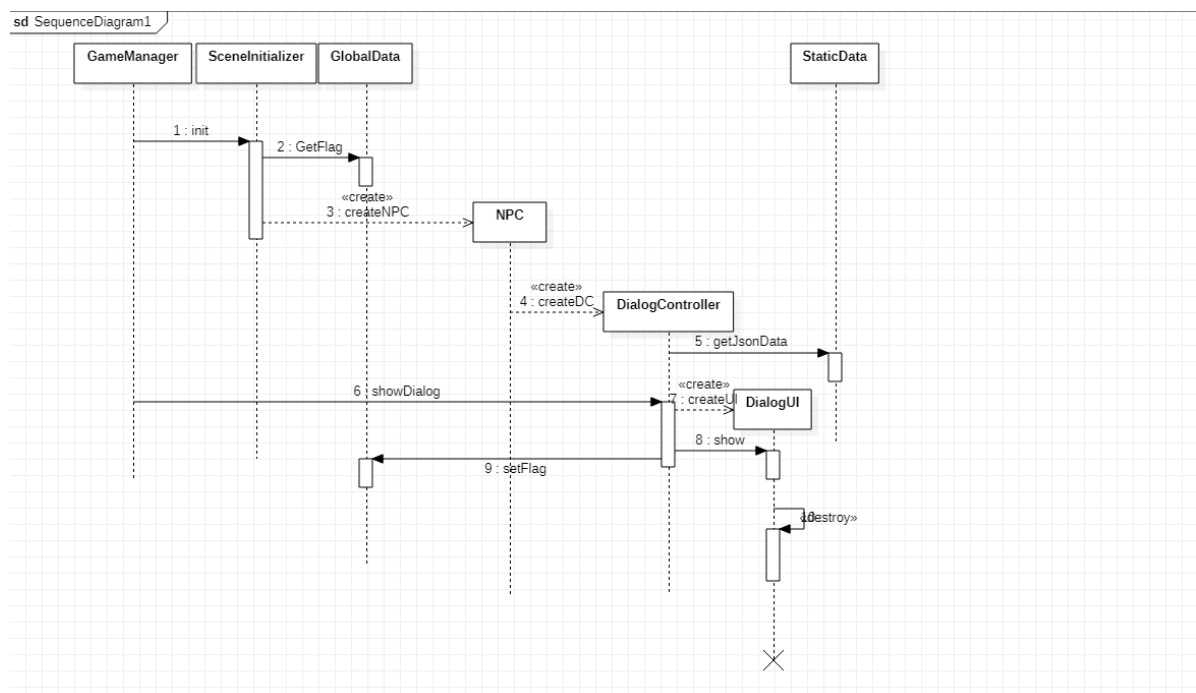 sd SequenceDiagram1
GameManager
SceneInitializer
GlobalData
StaticData
1 : init
2 : GetFlag
«create»
3 : createNPC
NPC
«create»
4 : createDC
DialogController
5 : getJsonData
6 : showDialog
«create»
7 : createUI
DialogUI
8 : show
9 : setFlag
«destroy»